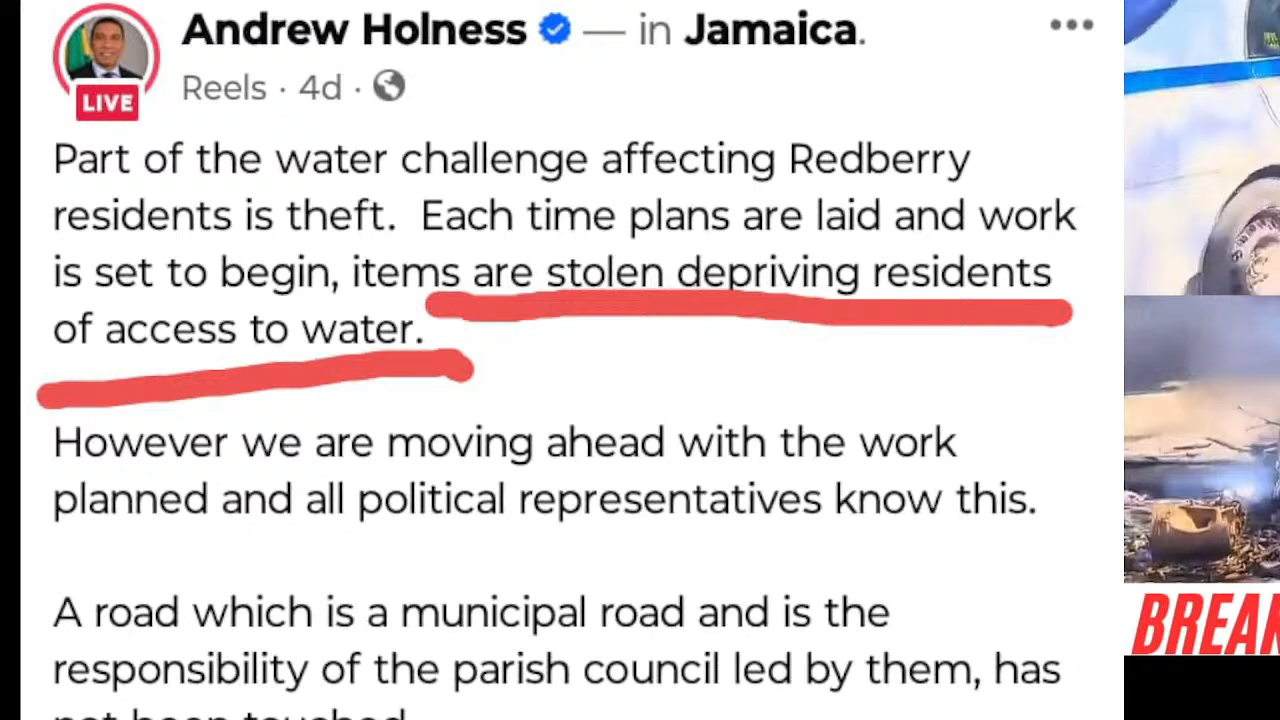 Andrew Holness — in Jamaica.
LIVE
Reels · 4d ·
Part of the water challenge affecting Redberry
residents is theft.  Each time plans are laid and work
is set to begin, items are stolen depriving residents
of access to water.
However we are moving ahead with the work
planned and all political representatives know this.
A road which is a municipal road and is the
responsibility of the parish council led by them, has
not been touched
BREAK